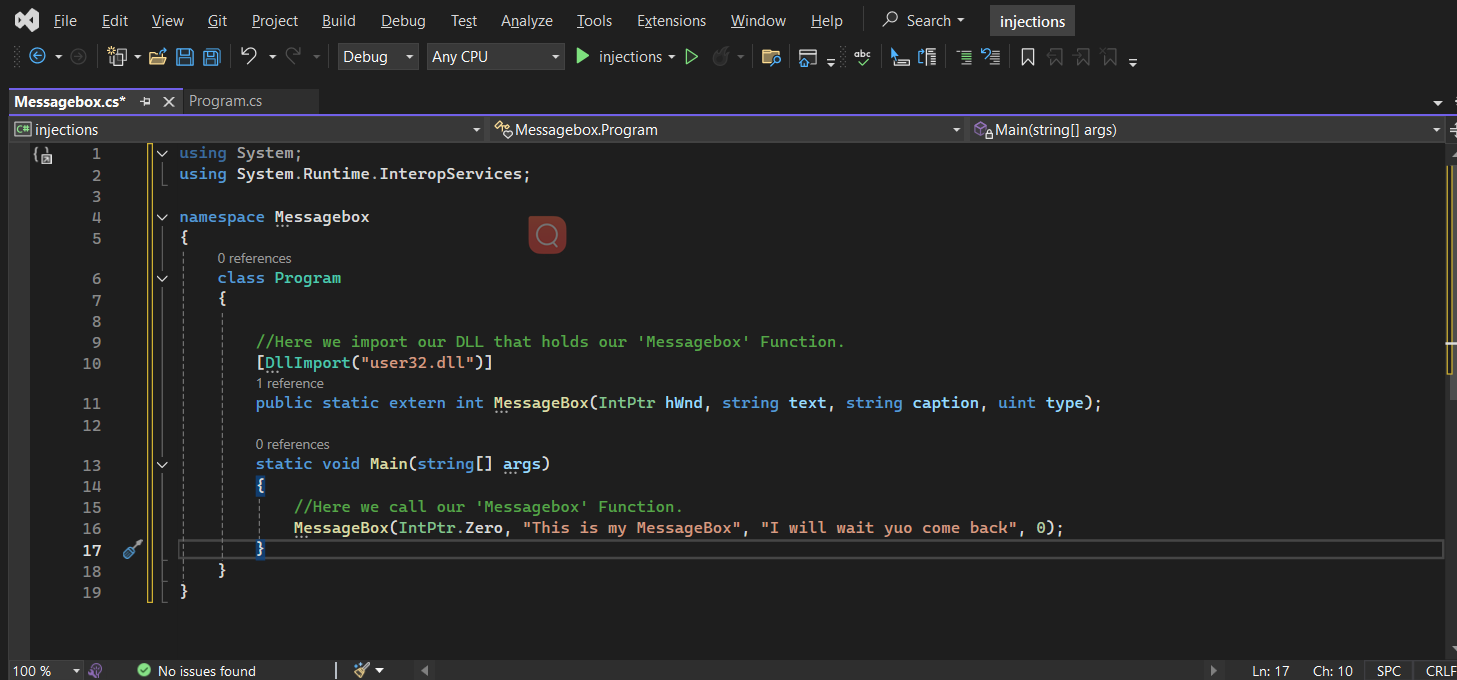 File Edit View Git Project Build Debug Test Analyze Tools Extensions Window Help Search injections
Debug Any CPU injections abc
Messagebox.cs* Program.cs
C# injections Messagebox.Program Main(string[] args)
1 using System;
2 using System.Runtime.InteropServices;
3
4 namespace Messagebox
5 {
0 references
6 class Program
7 {
8
9 //Here we import our DLL that holds our 'Messagebox' Function.
10 [DllImport("user32.dll")]
1 reference
11 public static extern int MessageBox(IntPtr hWnd, string text, string caption, uint type);
12
0 references
13 static void Main(string[] args)
14 {
15 //Here we call our 'Messagebox' Function.
16 MessageBox(IntPtr.Zero, "This is my MessageBox", "I will wait yuo come back", 0);
17 }
18 }
19 }
100 % No issues found Ln: 17 Ch: 10 SPC CRLF